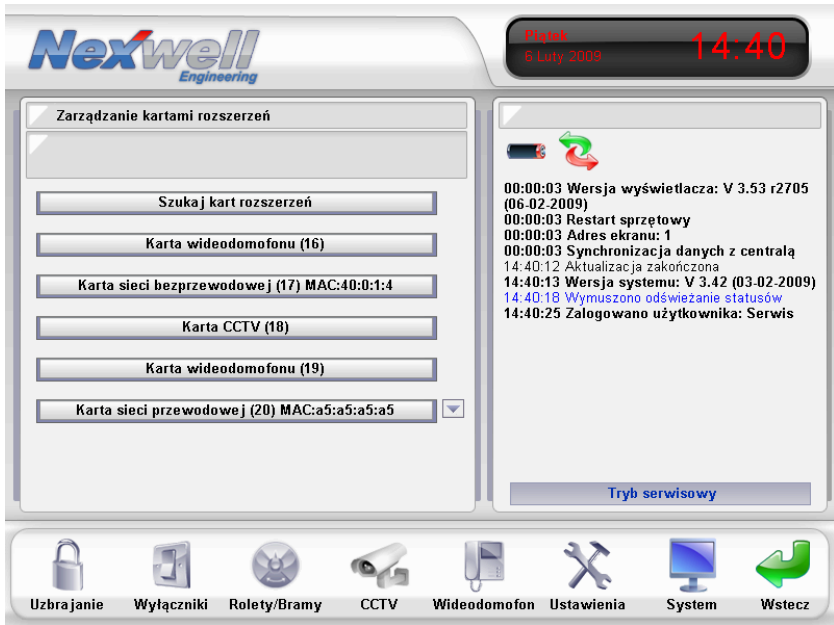 Nexwell
Engineering
Piątek
6 Luty 2009
14:40
Zarządzanie kartami rozszerzeń
Szukaj kart rozszerzeń
Karta wideodomofonu (16)
Karta sieci bezprzewodowej (17) MAC:40:0:1:4
Karta CCTV (18)
Karta wideodomofonu (19)
Karta sieci przewodowej (20) MAC:a5:a5:a5:a5
00:00:03 Wersja wyświetlacza: V 3.53 r2705
(06-02-2009)
00:00:03 Restart sprzętowy
00:00:03 Adres ekranu: 1
00:00:03 Synchronizacja danych z centralą
14:40:12 Aktualizacja zakończona
14:40:13 Wersja systemu: V 3.42 (03-02-2009)
14:40:18 Wymuszono odświeżanie statusów
14:40:25 Zalogowano użytkownika: Serwis
Tryb serwisowy
Uzbrajanie
Wyłączniki
Rolety/Bramy
CCTV
Wideodomofon
Ustawienia
System
Wstecz